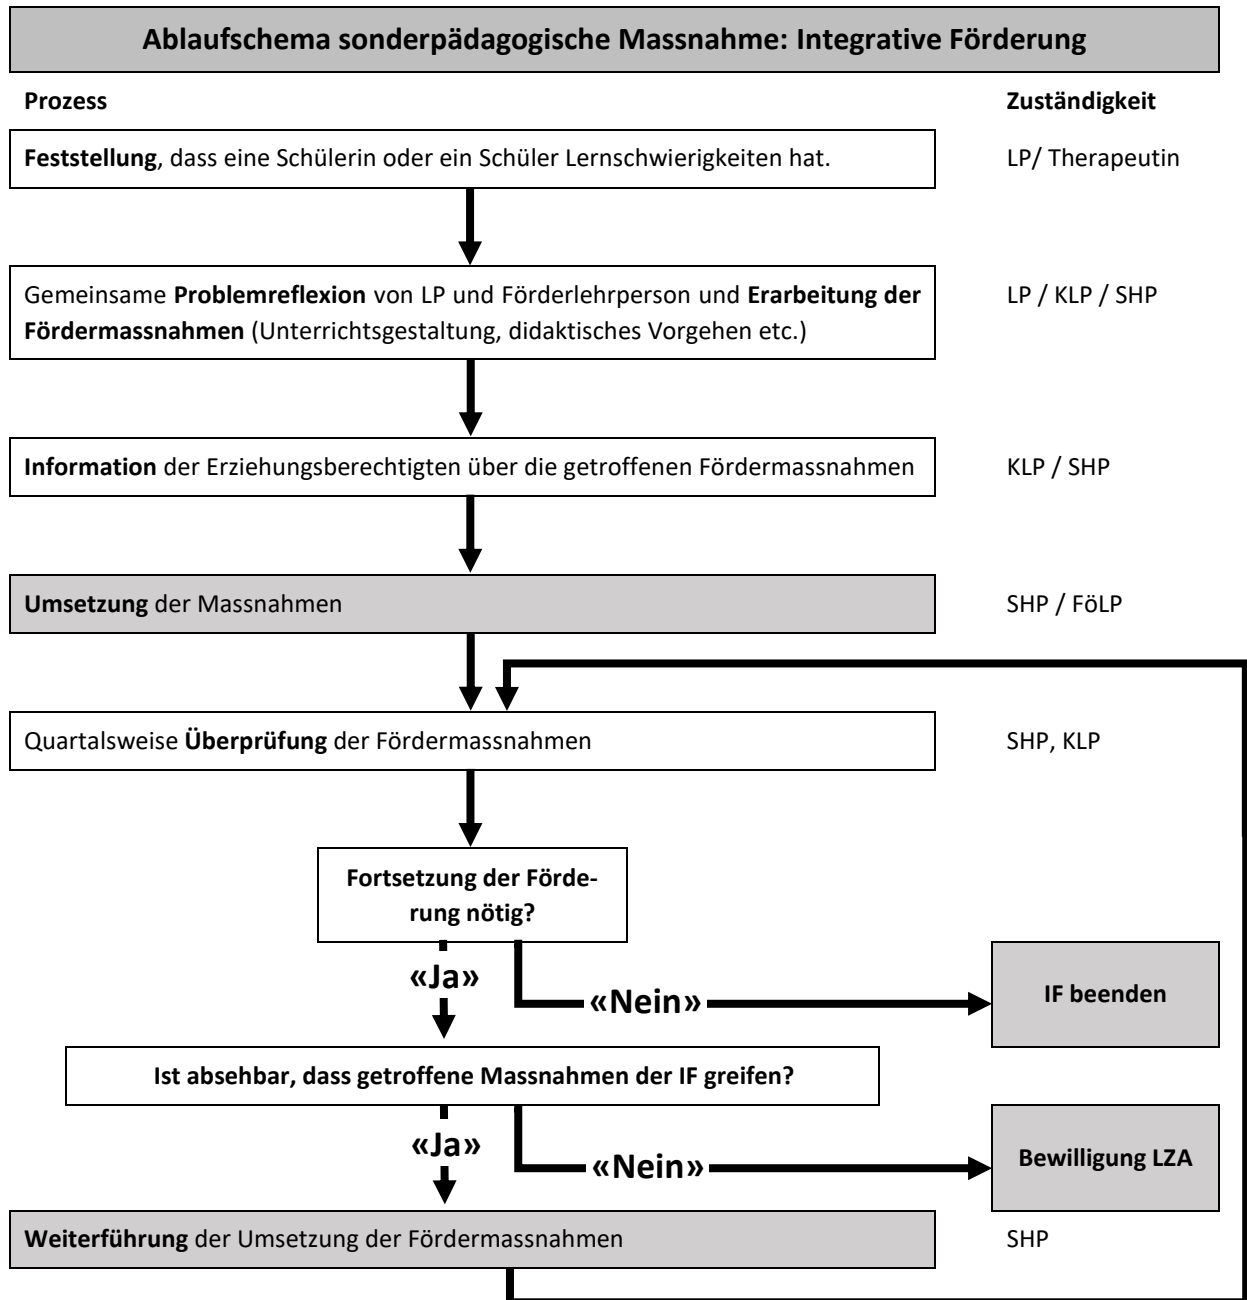 Ablaufschema sonderpädagogische Massnahme: Integrative Förderung
Prozess
Zuständigkeit
Feststellung, dass eine Schülerin oder ein Schüler Lernschwierigkeiten hat.
LP/ Therapeutin
Gemeinsame Problemreflexion von LP und Förderlehrperson und Erarbeitung der
Fördermassnahmen (Unterrichtsgestaltung, didaktisches Vorgehen etc.)
LP / KLP / SHP
Information der Erziehungsberechtigten über die getroffenen Fördermassnahmen
KLP / SHP
Umsetzung der Massnahmen
SHP / FöLP
Quartalsweise Überprüfung der Fördermassnahmen
SHP, KLP
Fortsetzung der Förde-
rung nötig?
«Ja»
«Nein»
IF beenden
Ist absehbar, dass getroffene Massnahmen der IF greifen?
«Ja»
«Nein»
Bewilligung LZA
Weiterführung der Umsetzung der Fördermassnahmen
SHP